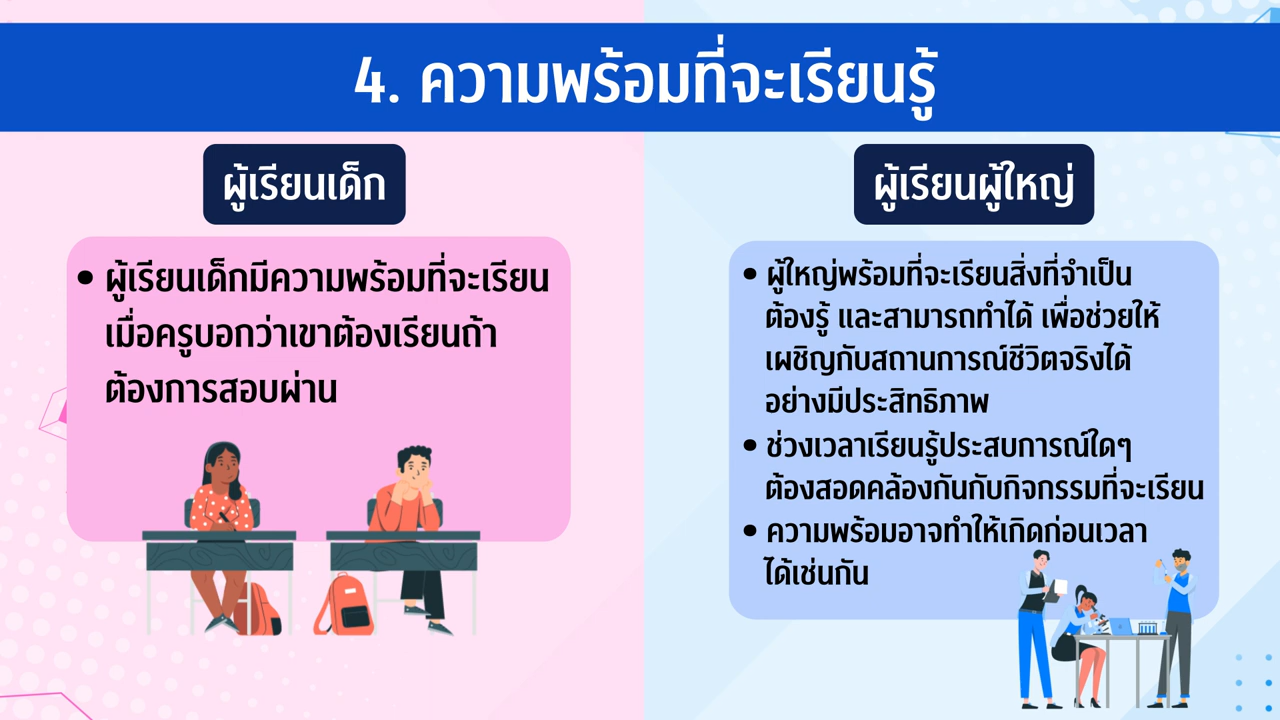 4. ความพร้อมที่จะเรียนรู้
ผู้เรียนเด็ก
• ผู้เรียนเด็กมีความพร้อมที่จะเรียน
เมื่อครูบอกว่าเขาต้องเรียนถ้า
ต้องการสอบผ่าน
ผู้เรียนผู้ใหญ่
• ผู้ใหญ่พร้อมที่จะเรียนสิ่งที่จำเป็น
ต้องรู้ และสามารถทำได้ เพื่อช่วยให้
เผชิญกับสถานการณ์ชีวิตจริงได้
อย่างมีประสิทธิภาพ
• ช่วงเวลาเรียนรู้ประสบการณ์ใดๆ
ต้องสอดคล้องกันกับกิจกรรมที่จะเรียน
• ความพร้อมอาจทำให้เกิดก่อนเวลา
ได้เช่นกัน